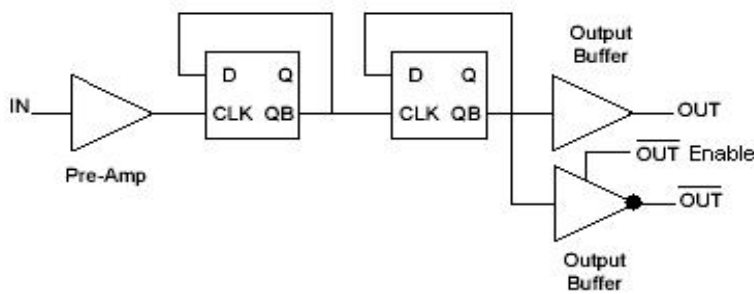 Output
Buffer
D Q
D Q
IN
CLK QB
CLK QB
OUT
Pre-Amp
OUT Enable
OUT
Output
Buffer